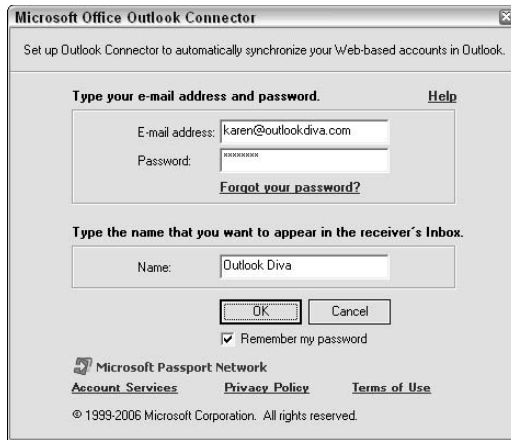 Microsoft Office Outlook Connector
Set up Outlook Connector to automatically synchronize your Web-based accounts in Outlook.
Type your e-mail address and password. Help
E-mail address: karen@outlookdiva.com
Password: ********
Forgot your password?
Type the name that you want to appear in the receiver's Inbox.
Name: Outlook Diva
OK Cancel
Remember my password
Microsoft Passport Network
Account Services Privacy Policy Terms of Use
© 1999-2006 Microsoft Corporation. All rights reserved.